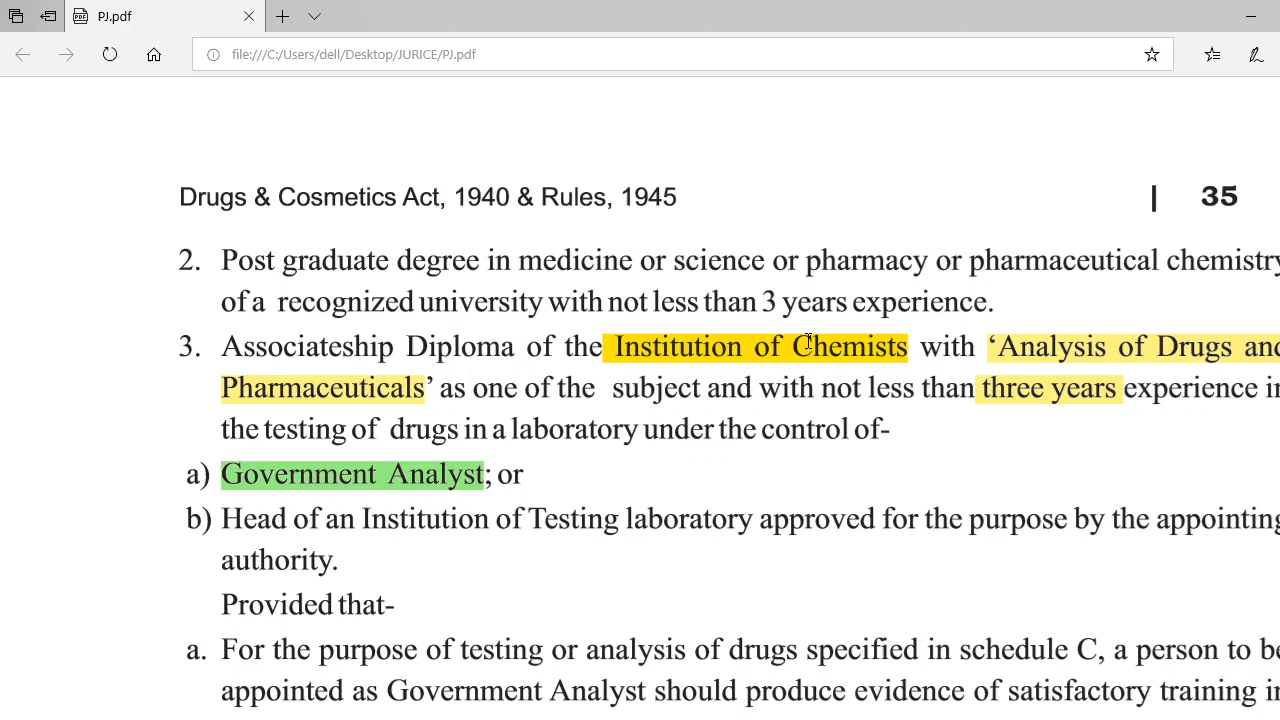 PJ.pdf
file:///C:/Users/dell/Desktop/JURICE/PJ.pdf
Drugs & Cosmetics Act, 1940 & Rules, 1945 | 35
2. Post graduate degree in medicine or science or pharmacy or pharmaceutical chemistry
of a recognized university with not less than 3 years experience.
3. Associateship Diploma of the Institution of Chemists with ‘Analysis of Drugs and
Pharmaceuticals’ as one of the subject and with not less than three years experience in
the testing of drugs in a laboratory under the control of-
a) Government Analyst; or
b) Head of an Institution of Testing laboratory approved for the purpose by the appointing
authority.
Provided that-
a. For the purpose of testing or analysis of drugs specified in schedule C, a person to be
appointed as Government Analyst should produce evidence of satisfactory training in